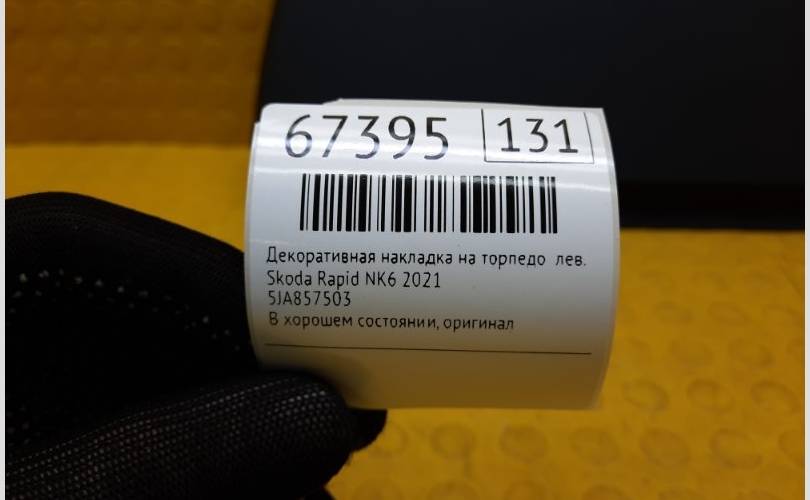 67395 131
Декоративная накладка на торпедо лев.
Skoda Rapid NK6 2021
5JA857503
В хорошем состоянии, оригинал